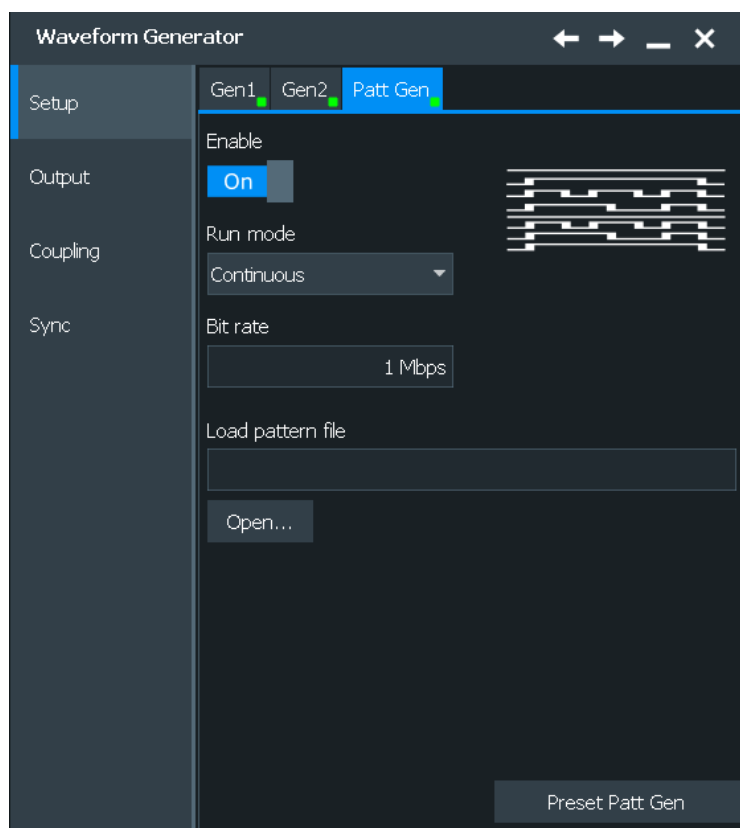 Waveform Generator
Setup
Output
Coupling
Sync
Gen1 Gen2 Patt Gen
Enable
On
Run mode
Continuous
Bit rate
1 Mbps
Load pattern file
Open...
Preset Patt Gen